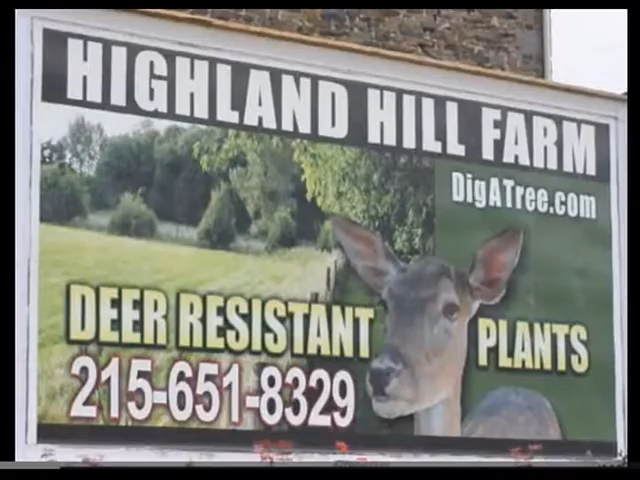 HIGHLAND HILL FARM
DigATree.com
DEER RESISTANT PLANTS
215-651-8329